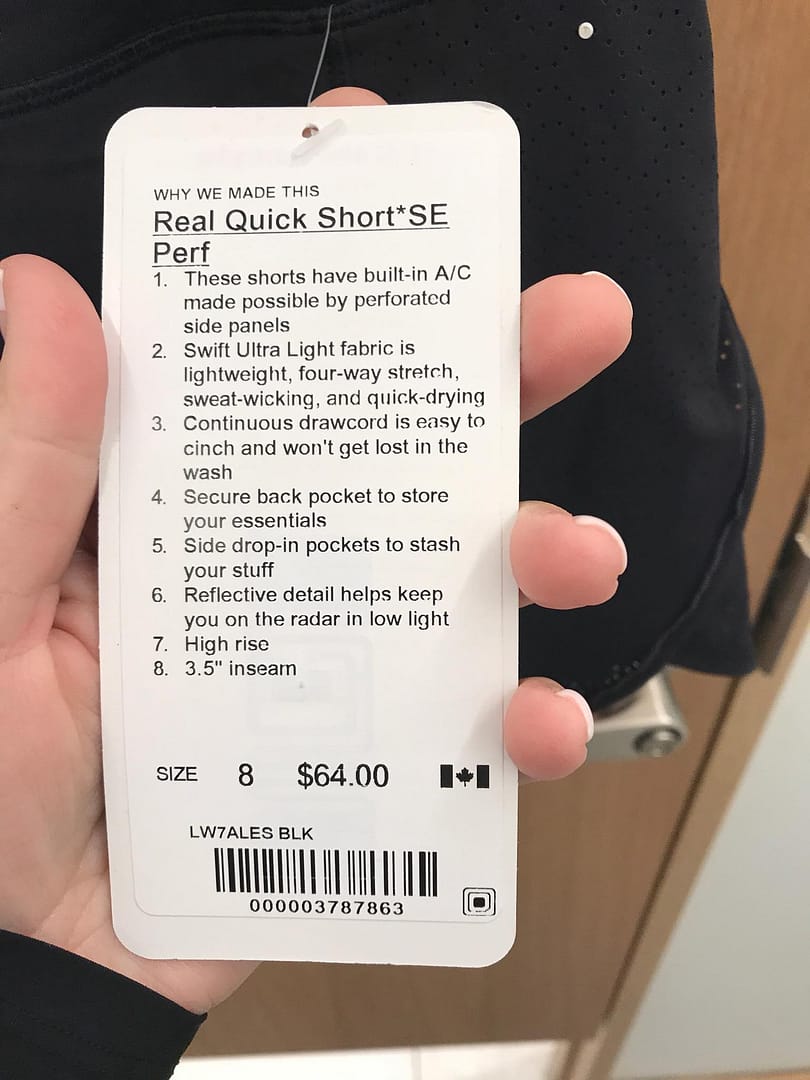 WHY WE MADE THIS
Real Quick Short*SE
Perf
1. These shorts have built-in A/C
made possible by perforated
side panels
2. Swift Ultra Light fabric is
lightweight, four-way stretch,
sweat-wicking, and quick-drying
3. Continuous drawcord is easy to
cinch and won't get lost in the
wash
4. Secure back pocket to store
your essentials
5. Side drop-in pockets to stash
your stuff
6. Reflective detail helps keep
you on the radar in low light
7. High rise
8. 3.5" inseam
SIZE 8 $64.00
LW7ALES BLK
000003787863